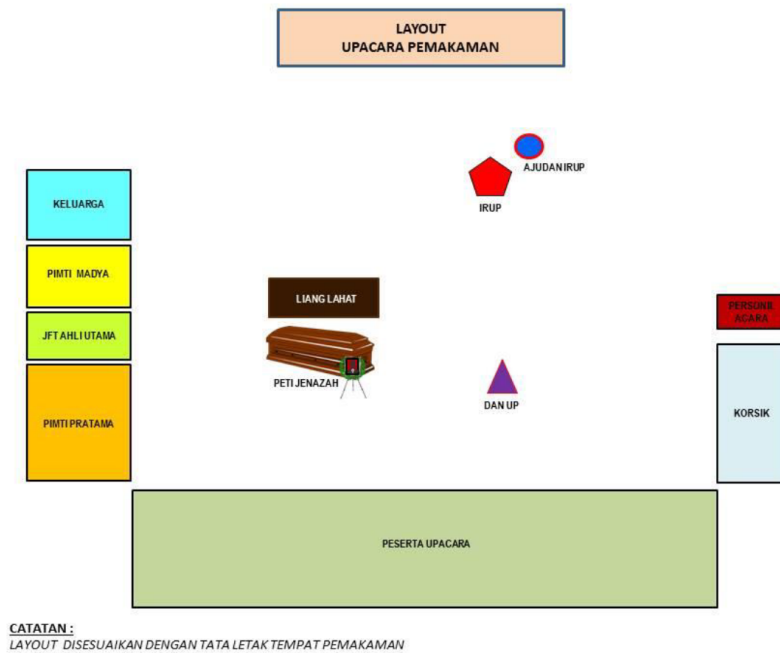 LAYOUT
UPACARA PEMAKAMAN
AJUDAN IRUP
IRUP
KELUARGA
PIMTI MADYA
LIANG LAHAT
PERSONIL
ACARA
JFT AHLI UTAMA
PETI JENAZAH
DAN UP
PIMTI PRATAMA
KORSIK
PESERTA UPACARA
CATATAN :
LAYOUT DISESUAIKAN DENGAN TATA LETAK TEMPAT PEMAKAMAN